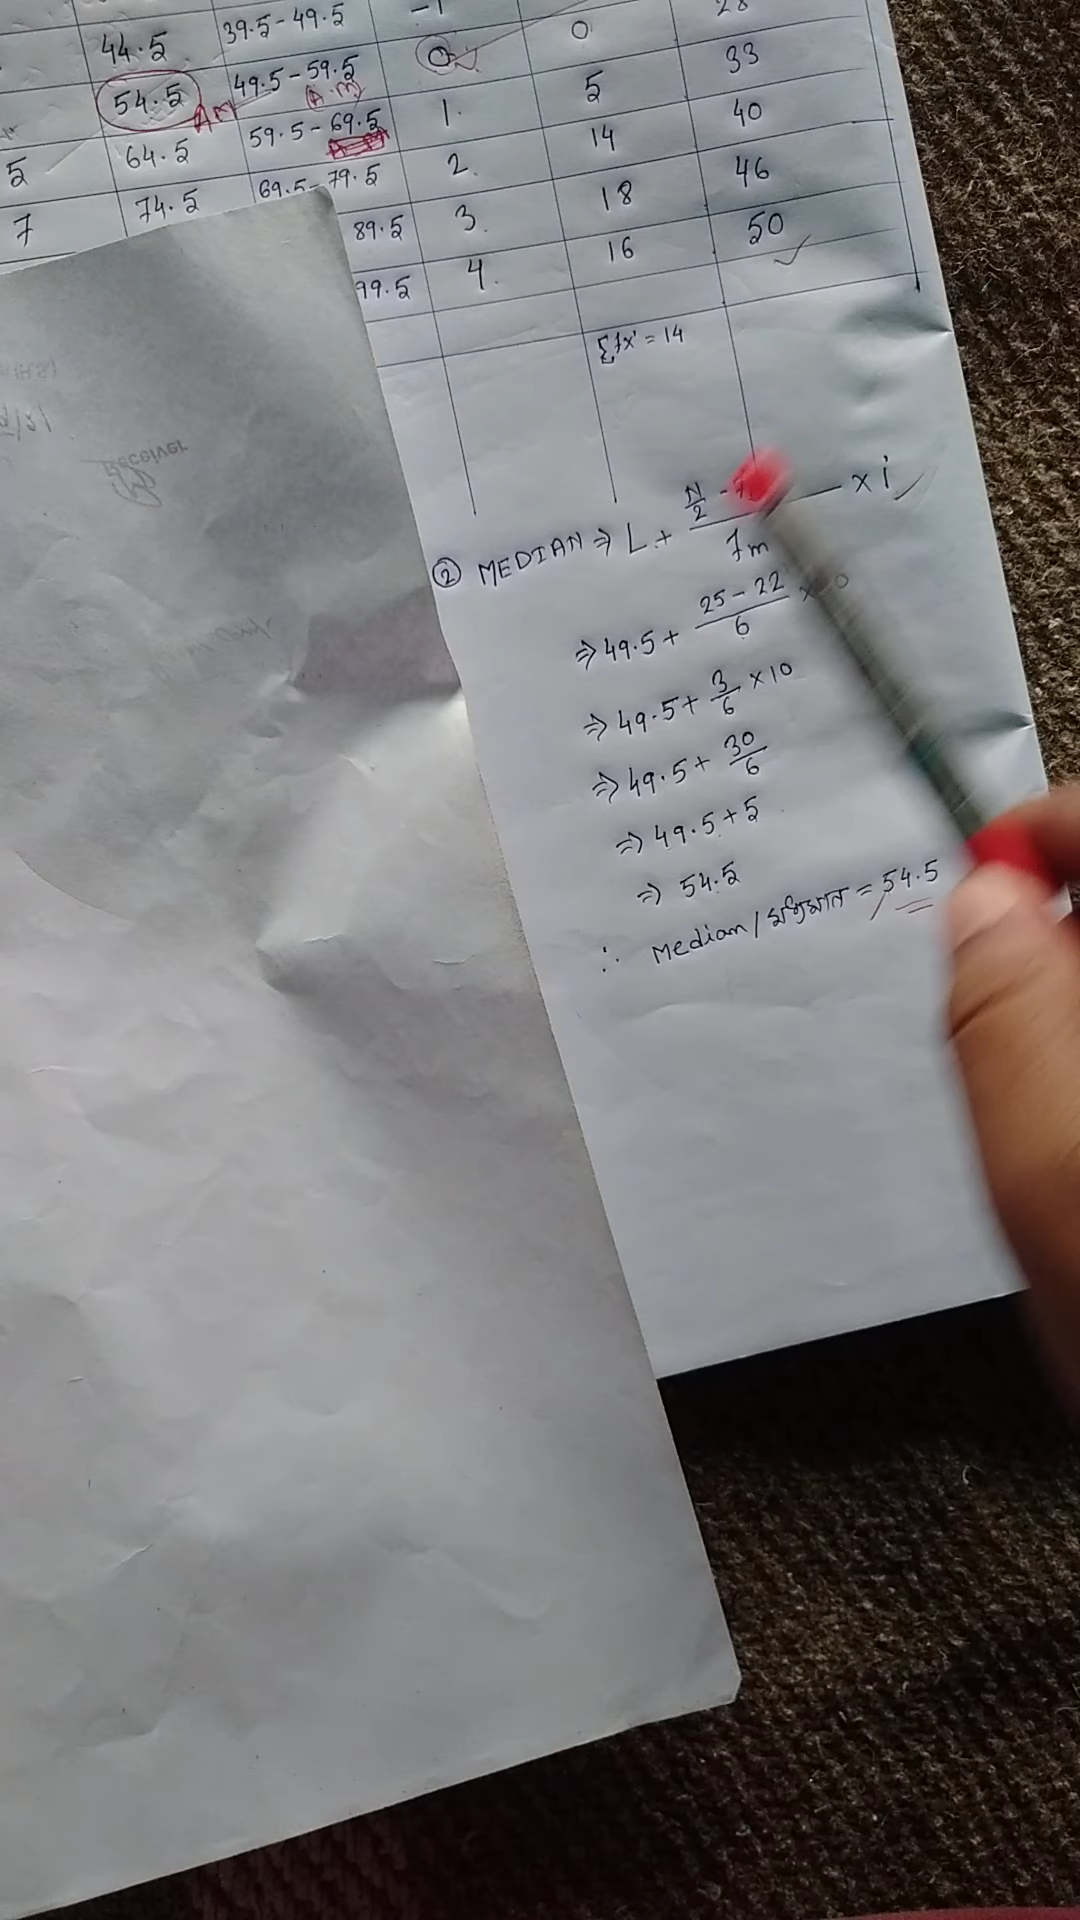 44.5 39.5-49.5 -1 28
54.5 49.5-59.5 0 0 33
A.M (A.M)
5 64.5 59.5-69.5 1. 5 40
7 74.5 69.5-79.5 2. 14 46
89.5 3. 18 50
99.5 4. 16
Σfx' = 14
Receiver
② MEDIAN ⇒ L + N/2 - / fm × i
⇒ 49.5 + 25-22/6 × 0
⇒ 49.5 + 3/6 × 10
⇒ 49.5 + 30/6
⇒ 49.5 + 5
⇒ 54.5
∴ Median / মধ্যমান = 54.5